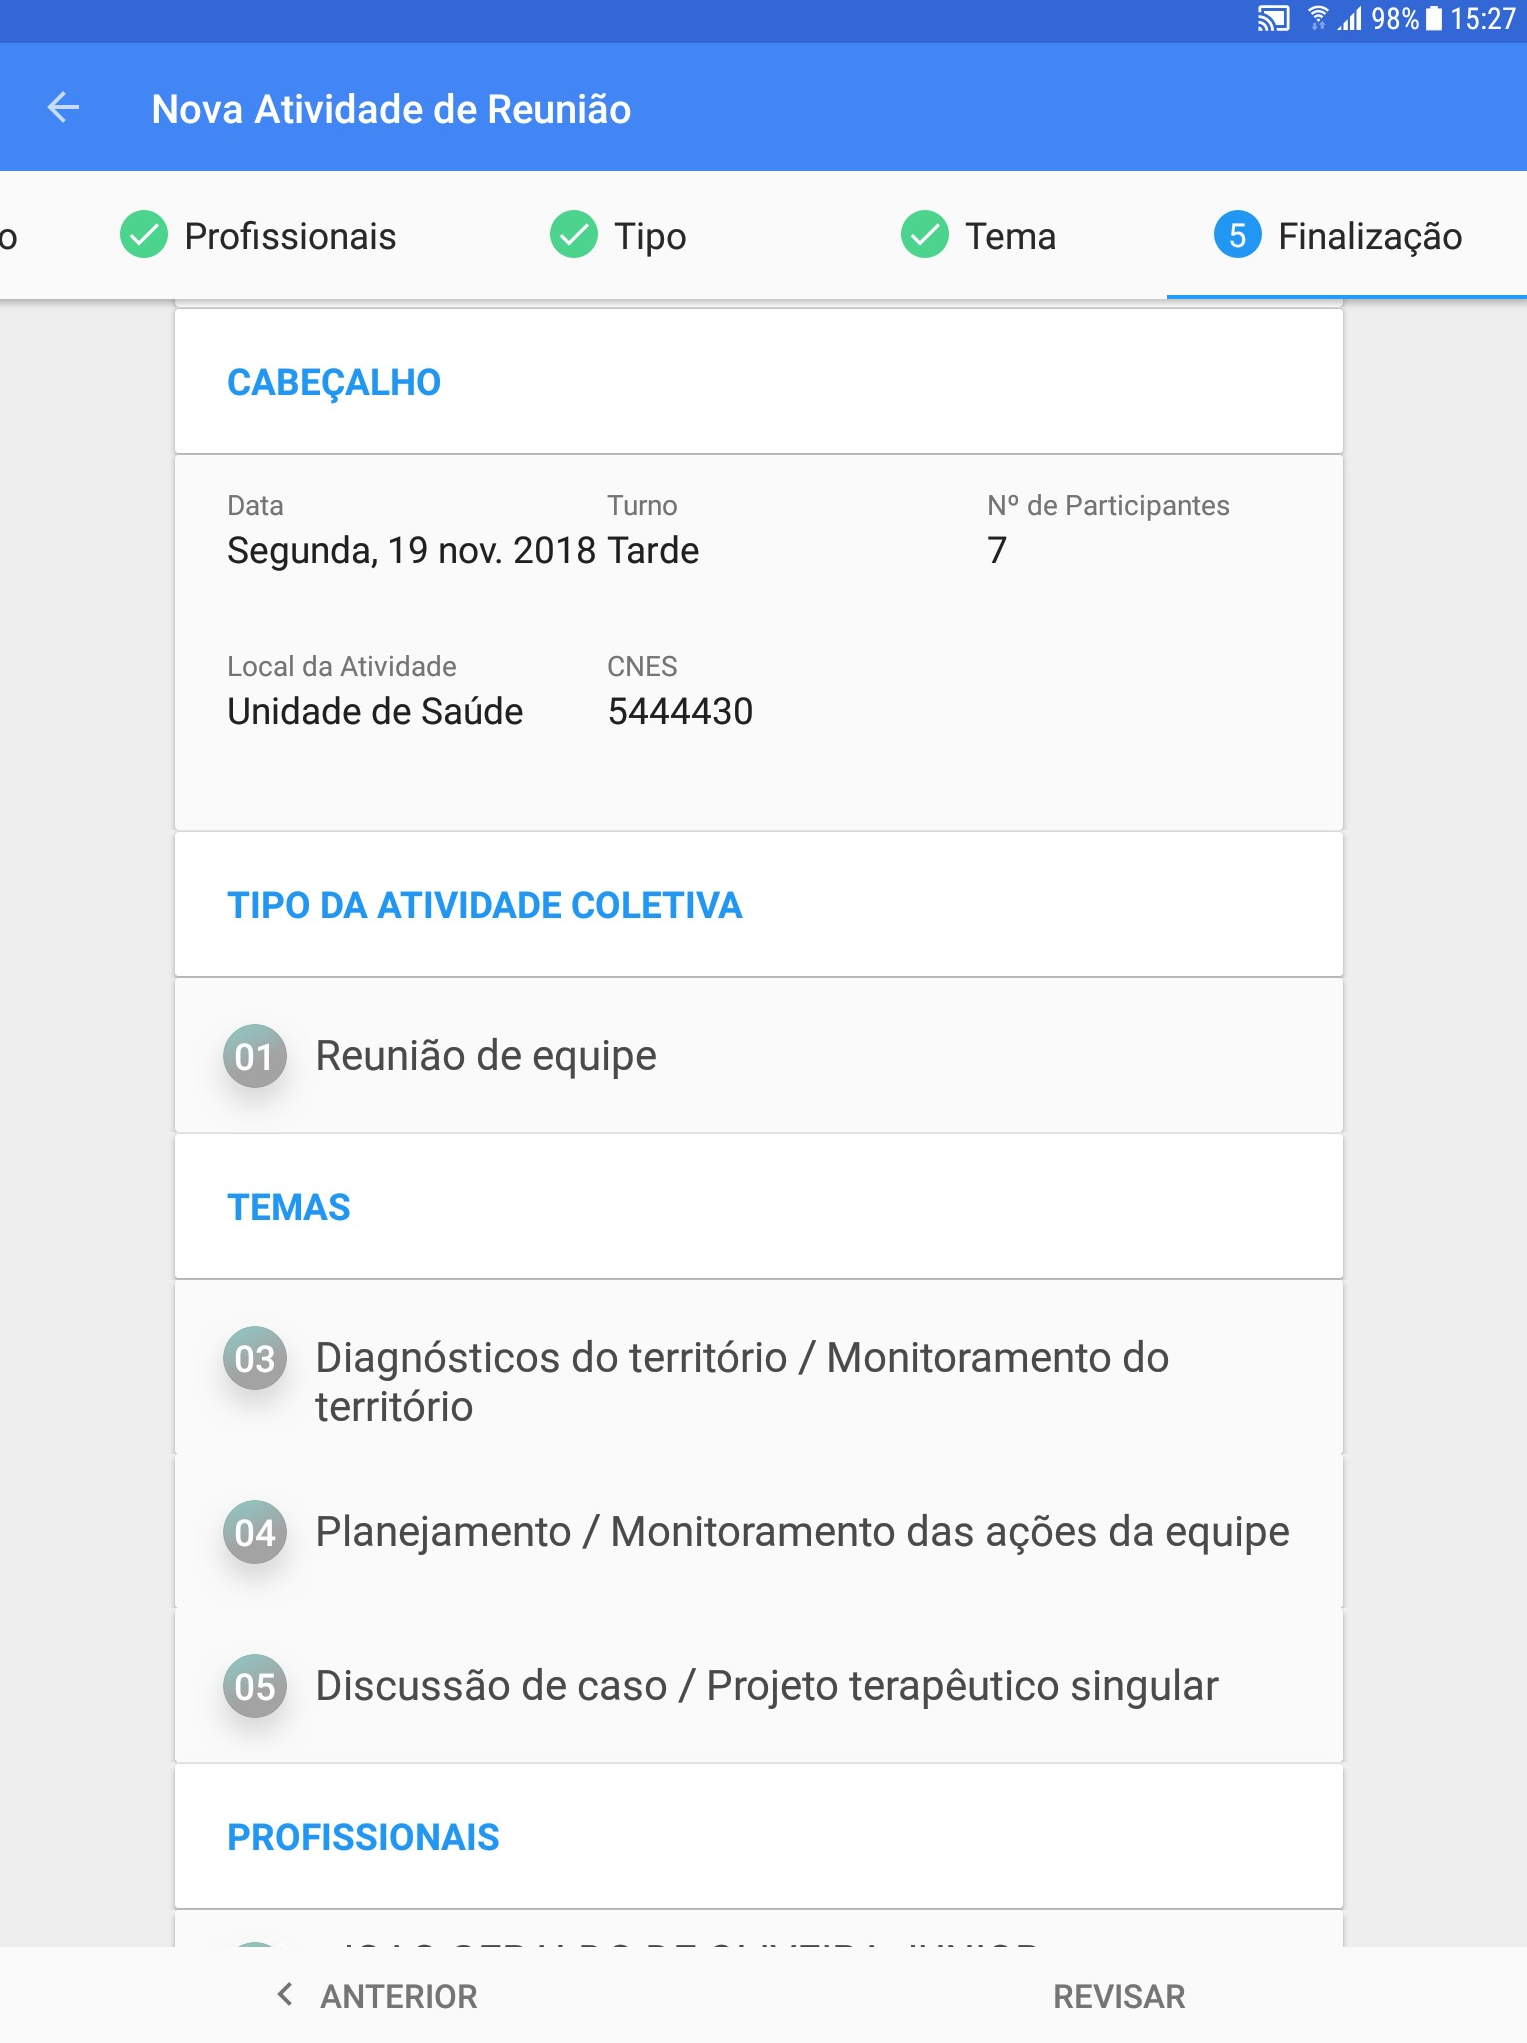 98% 15:27
Nova Atividade de Reunião
o Profissionais Tipo Tema 5 Finalização
CABEÇALHO
Data Turno Nº de Participantes
Segunda, 19 nov. 2018 Tarde 7
Local da Atividade CNES
Unidade de Saúde 5444430
TIPO DA ATIVIDADE COLETIVA
01 Reunião de equipe
TEMAS
03 Diagnósticos do território / Monitoramento do
território
04 Planejamento / Monitoramento das ações da equipe
05 Discussão de caso / Projeto terapêutico singular
PROFISSIONAIS
ANTERIOR REVISAR